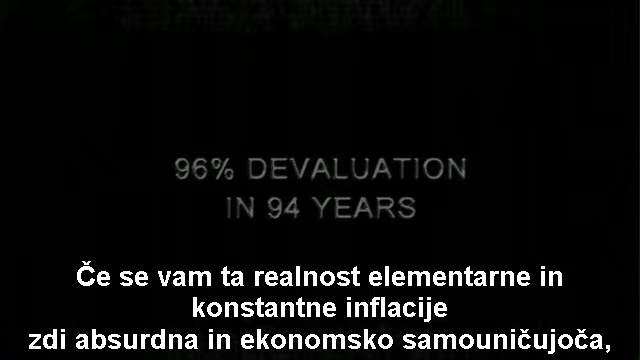 96% DEVALUATION
IN 94 YEARS
Če se vam ta realnost elementarne in
konstantne inflacije
zdi absurdna in ekonomsko samouničujoča,